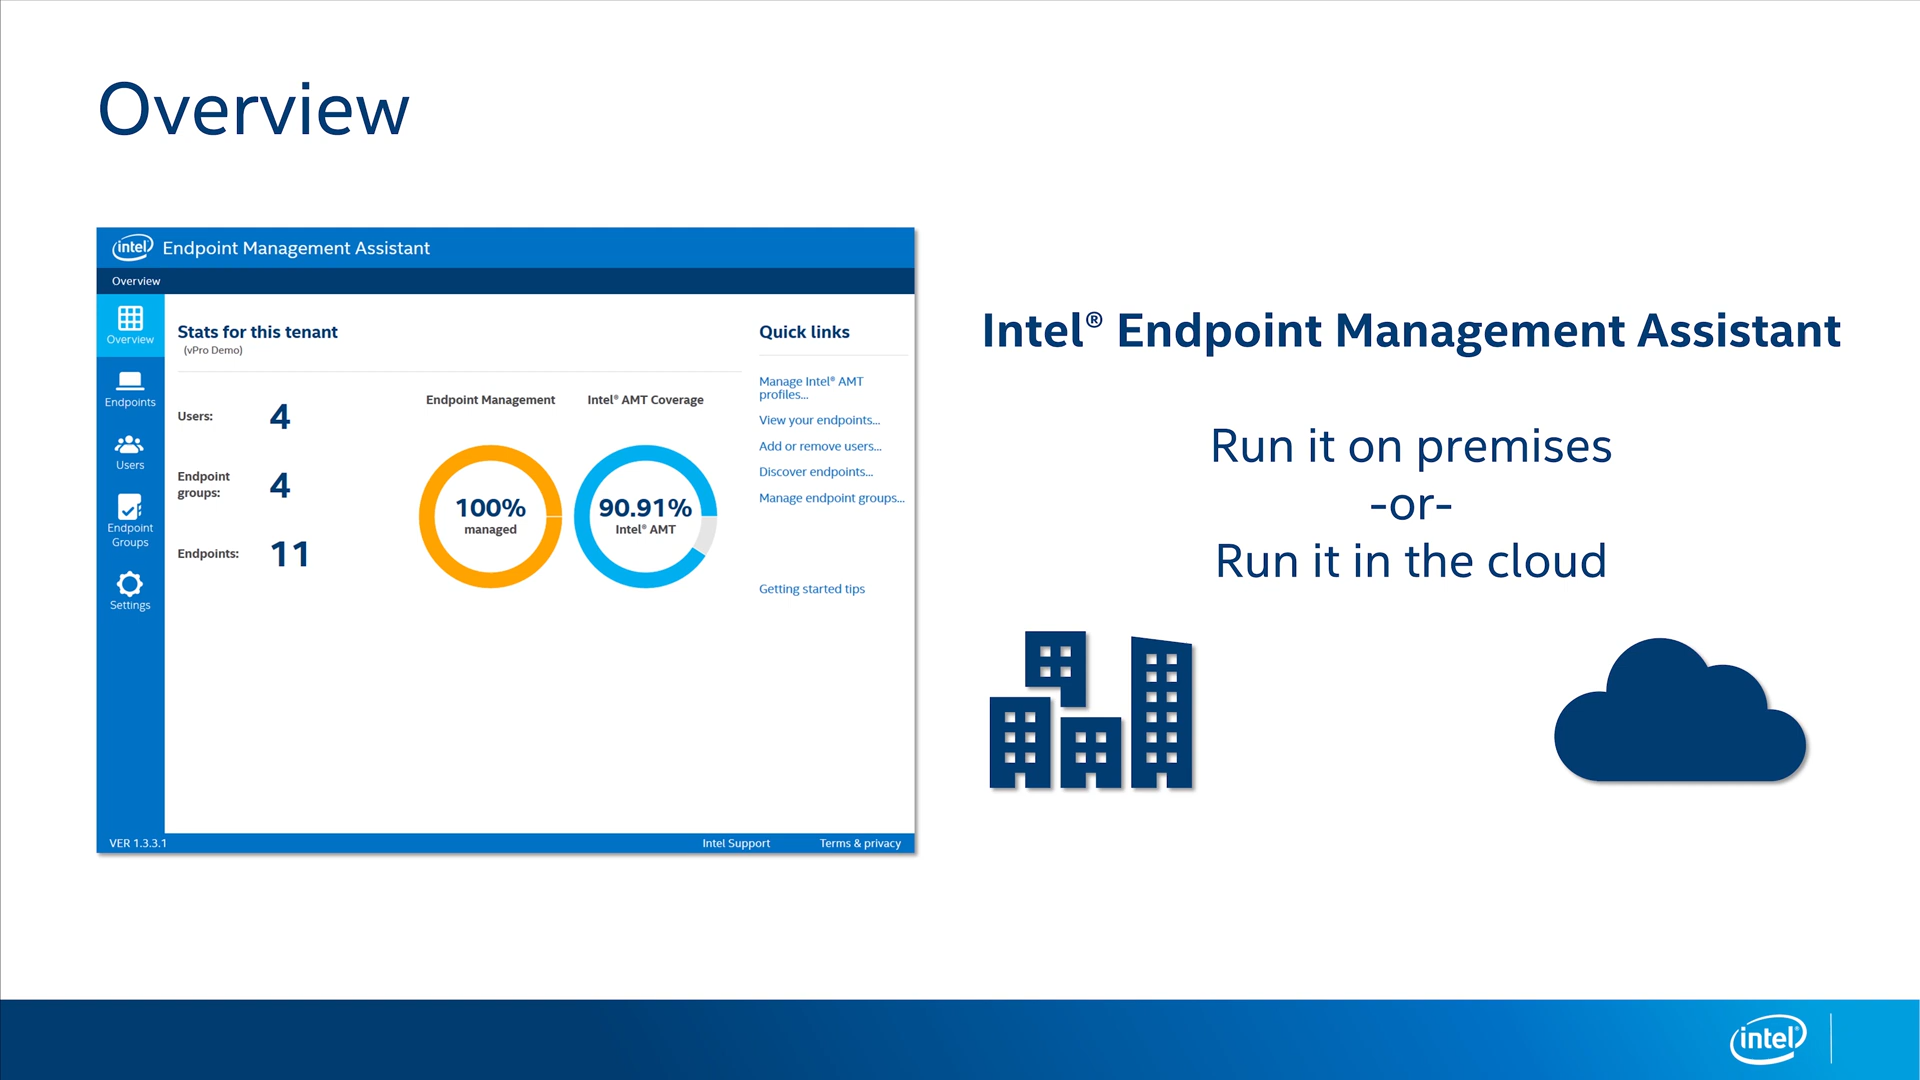 Overview
intel Endpoint Management Assistant
Overview
Overview
Endpoints
Users
Endpoint
Groups
Settings
Stats for this tenant
(vPro Demo)
Users: 4
Endpoint
groups: 4
Endpoints: 11
Endpoint Management
100%
managed
Intel® AMT Coverage
90.91%
Intel® AMT
Quick links
Manage Intel® AMT
profiles...
View your endpoints...
Add or remove users...
Discover endpoints...
Manage endpoint groups...
Getting started tips
VER 1.3.3.1
Intel Support
Terms & privacy
Intel® Endpoint Management Assistant
Run it on premises
-or-
Run it in the cloud
intel®